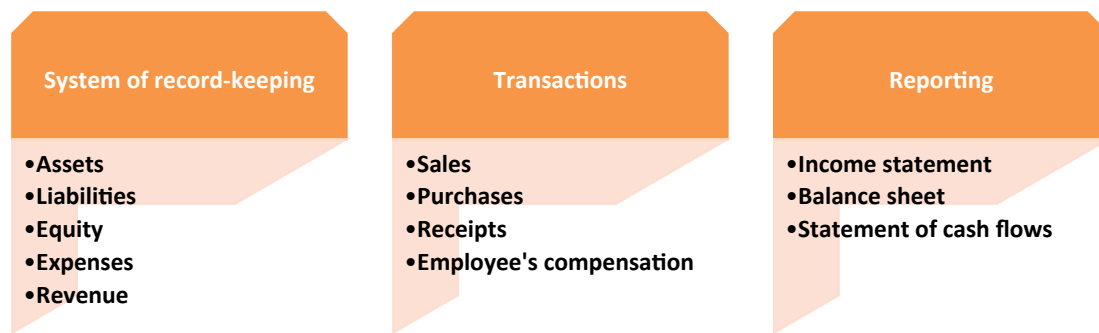 System of record-keeping
•Assets
•Liabilities
•Equity
•Expenses
•Revenue
Transactions
•Sales
•Purchases
•Receipts
•Employee's compensation
Reporting
•Income statement
•Balance sheet
•Statement of cash flows